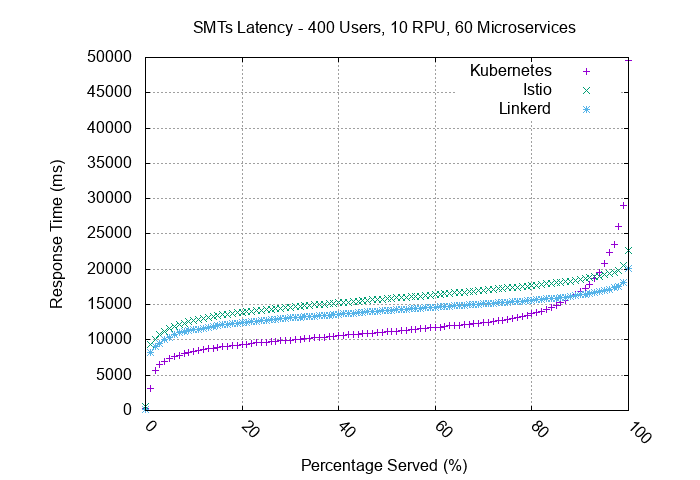 SMTs Latency - 400 Users, 10 RPU, 60 Microservices
50000
45000
40000
35000
30000
25000
20000
15000
10000
5000
0
Response Time (ms)
Kubernetes
Istio
Linkerd
0
20
40
60
80
100
Percentage Served (%)